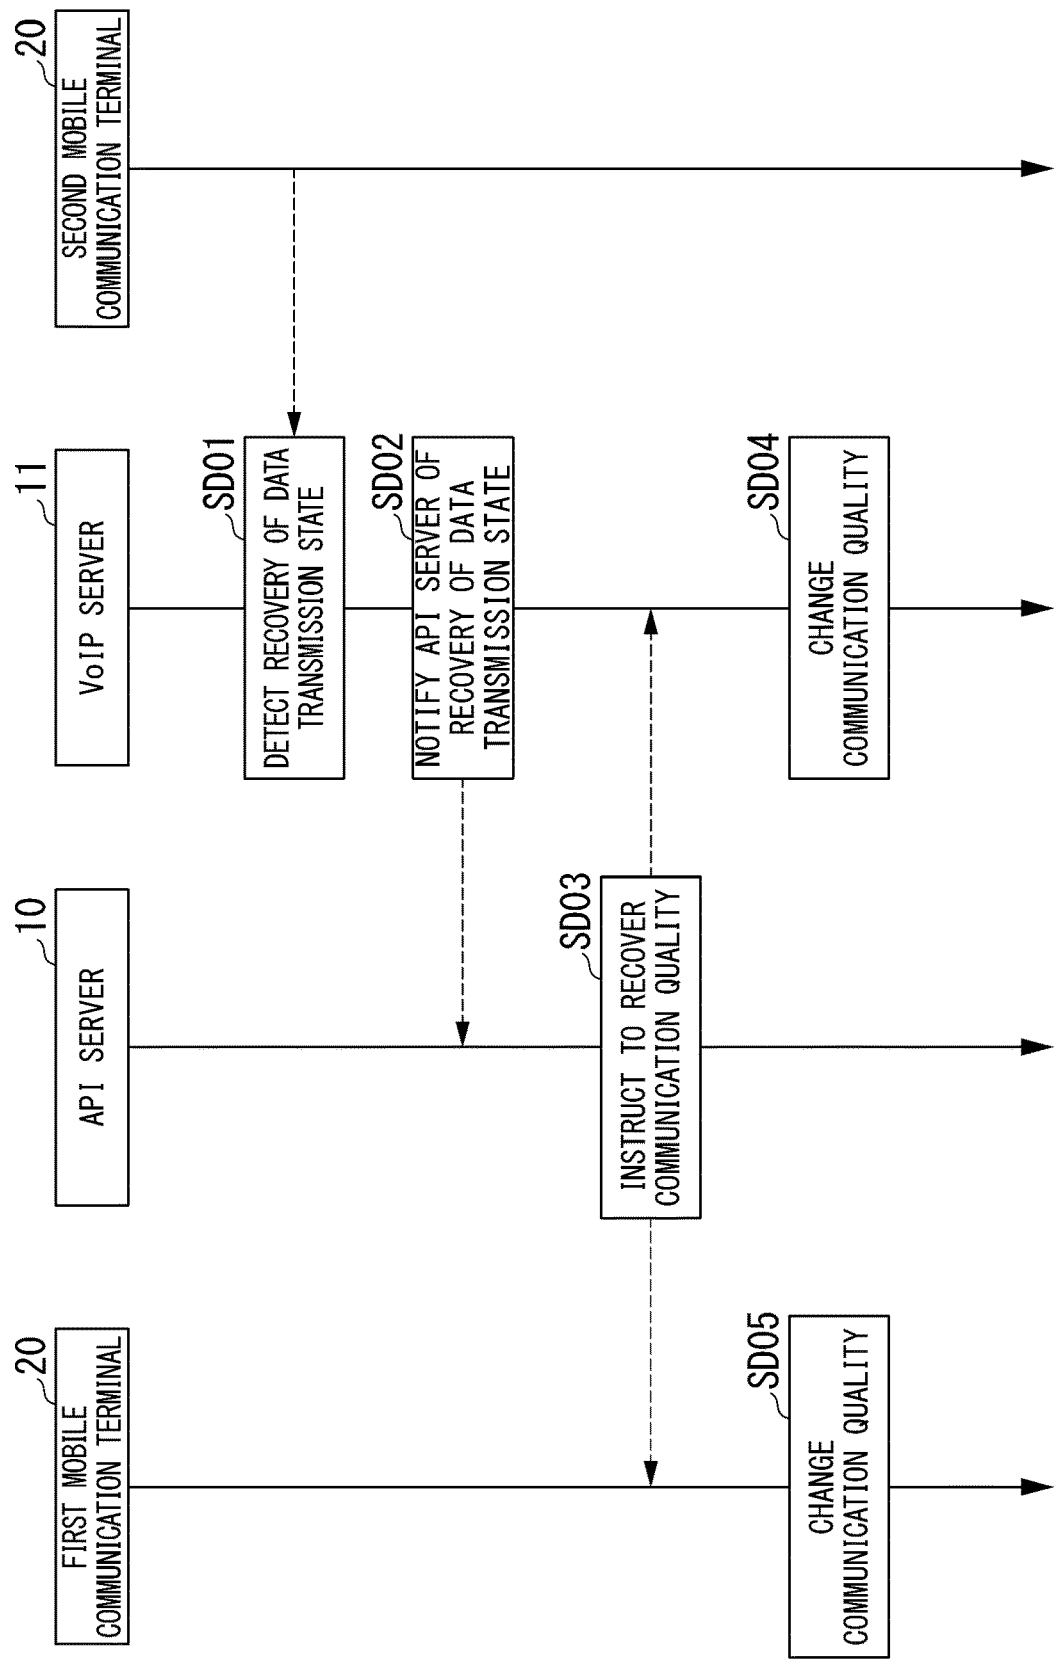 20
FIRST MOBILE
COMMUNICATION TERMINAL
10
API SERVER
11
VoIP SERVER
20
SECOND MOBILE
COMMUNICATION TERMINAL
SD01
DETECT RECOVERY OF DATA
TRANSMISSION STATE
SD02
NOTIFY API SERVER OF
RECOVERY OF DATA
TRANSMISSION STATE
SD03
INSTRUCT TO RECOVER
COMMUNICATION QUALITY
SD05
CHANGE
COMMUNICATION QUALITY
SD04
CHANGE
COMMUNICATION QUALITY